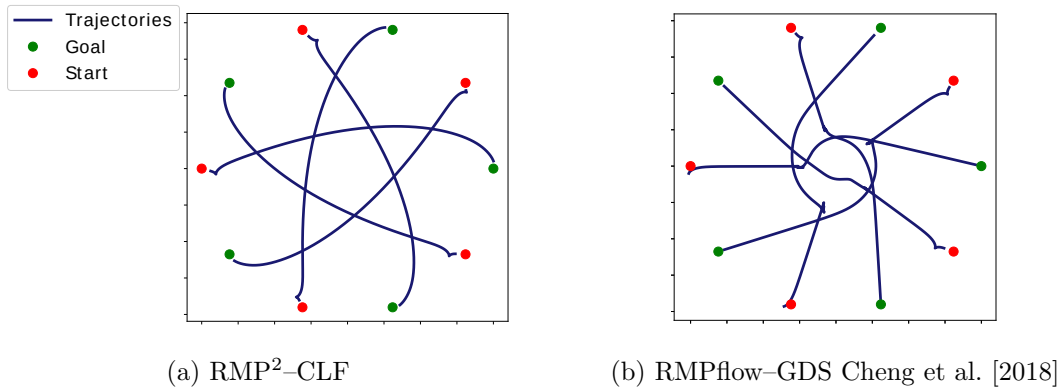 Trajectories
Goal
Start
(a) RMP²–CLF
(b) RMPflow–GDS Cheng et al. [2018]